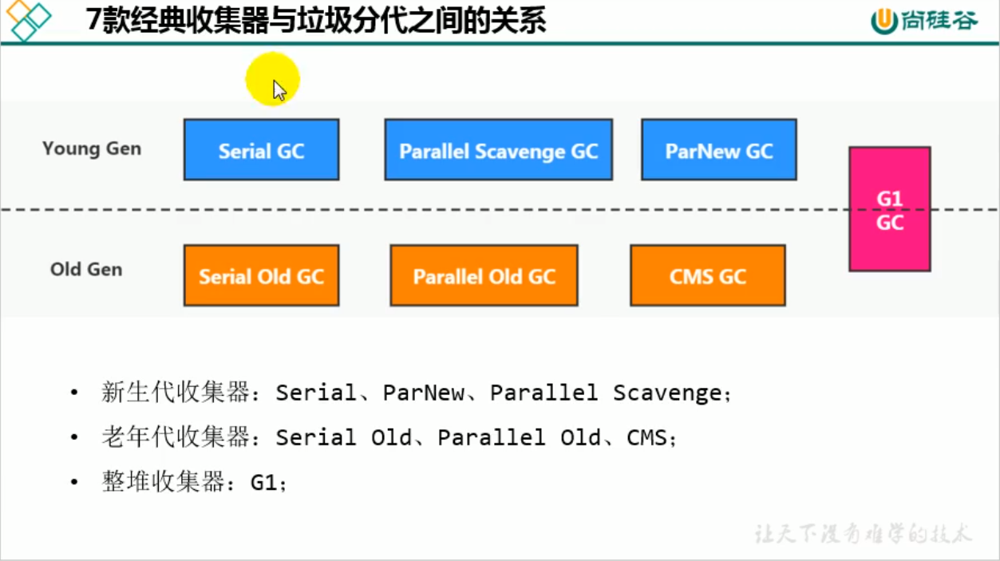 7款经典收集器与垃圾分代之间的关系
尚硅谷
Young Gen
Serial GC
Parallel Scavenge GC
ParNew GC
G1
GC
Old Gen
Serial Old GC
Parallel Old GC
CMS GC
• 新生代收集器：Serial、ParNew、Parallel Scavenge；
• 老年代收集器：Serial Old、Parallel Old、CMS；
• 整堆收集器：G1；
让天下没有难学的技术